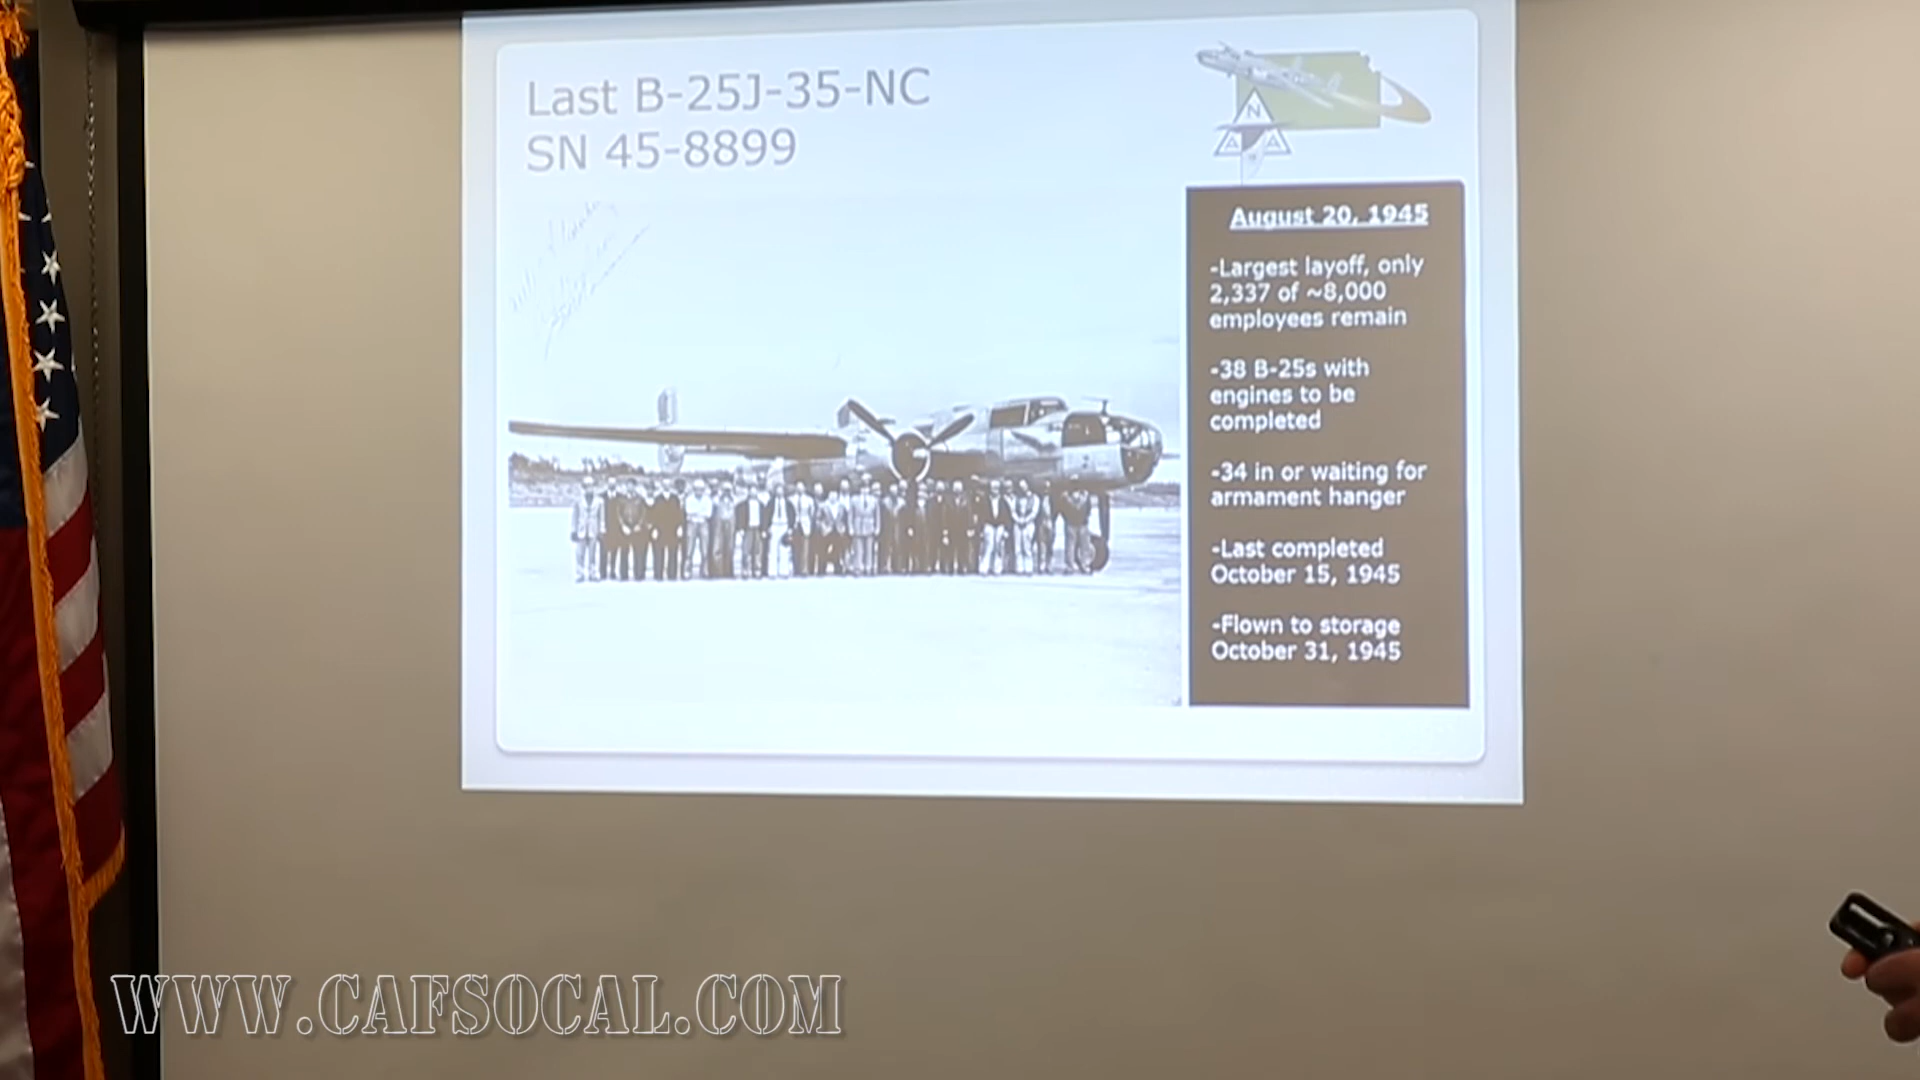 Last B-25J-35-NC
SN 45-8899
N
A A
August 20, 1945
-Largest layoff, only
2,337 of ~8,000
employees remain
-38 B-25s with
engines to be
completed
-34 in or waiting for
armament hanger
-Last completed
October 15, 1945
-Flown to storage
October 31, 1945
WWW.CAFSOCAL.COM